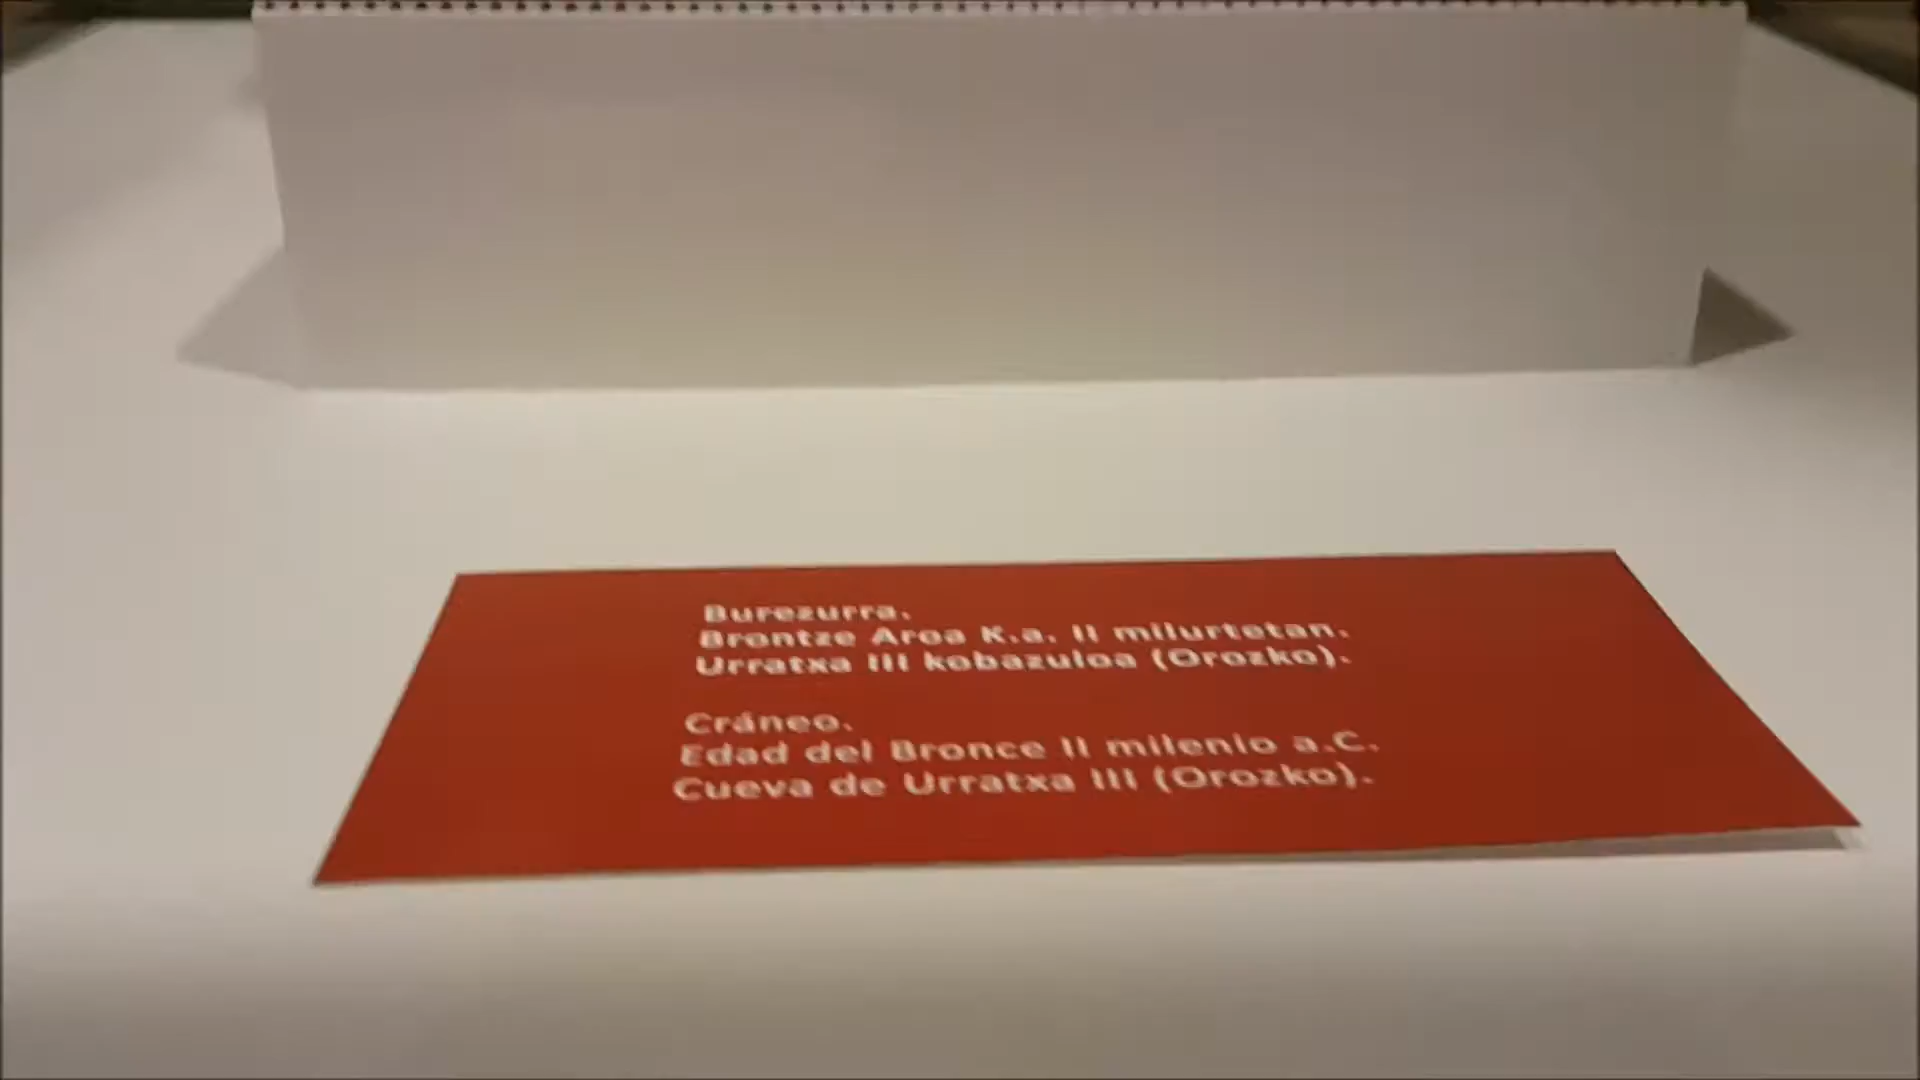 Burezurra.
Brontze Aroa K.a. II milurtetan.
Urratxa III kobazuloa (Orozko).
Cráneo.
Edad del Bronce II milenio a.C.
Cueva de Urratxa III (Orozko).